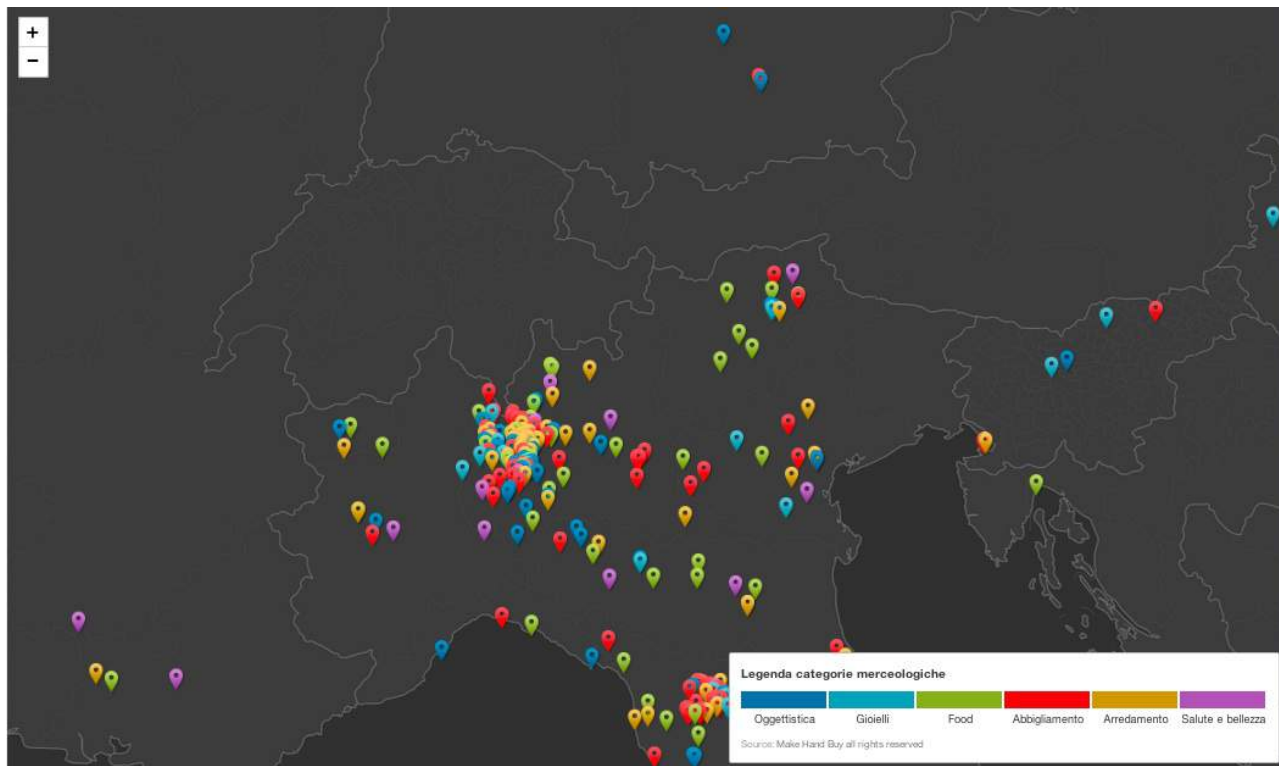 +
−
Legenda categorie merceologiche
Oggettistica Gioielli Food Abbigliamento Arredamento Salute e bellezza
Source: Make Hand Buy all rights reserved